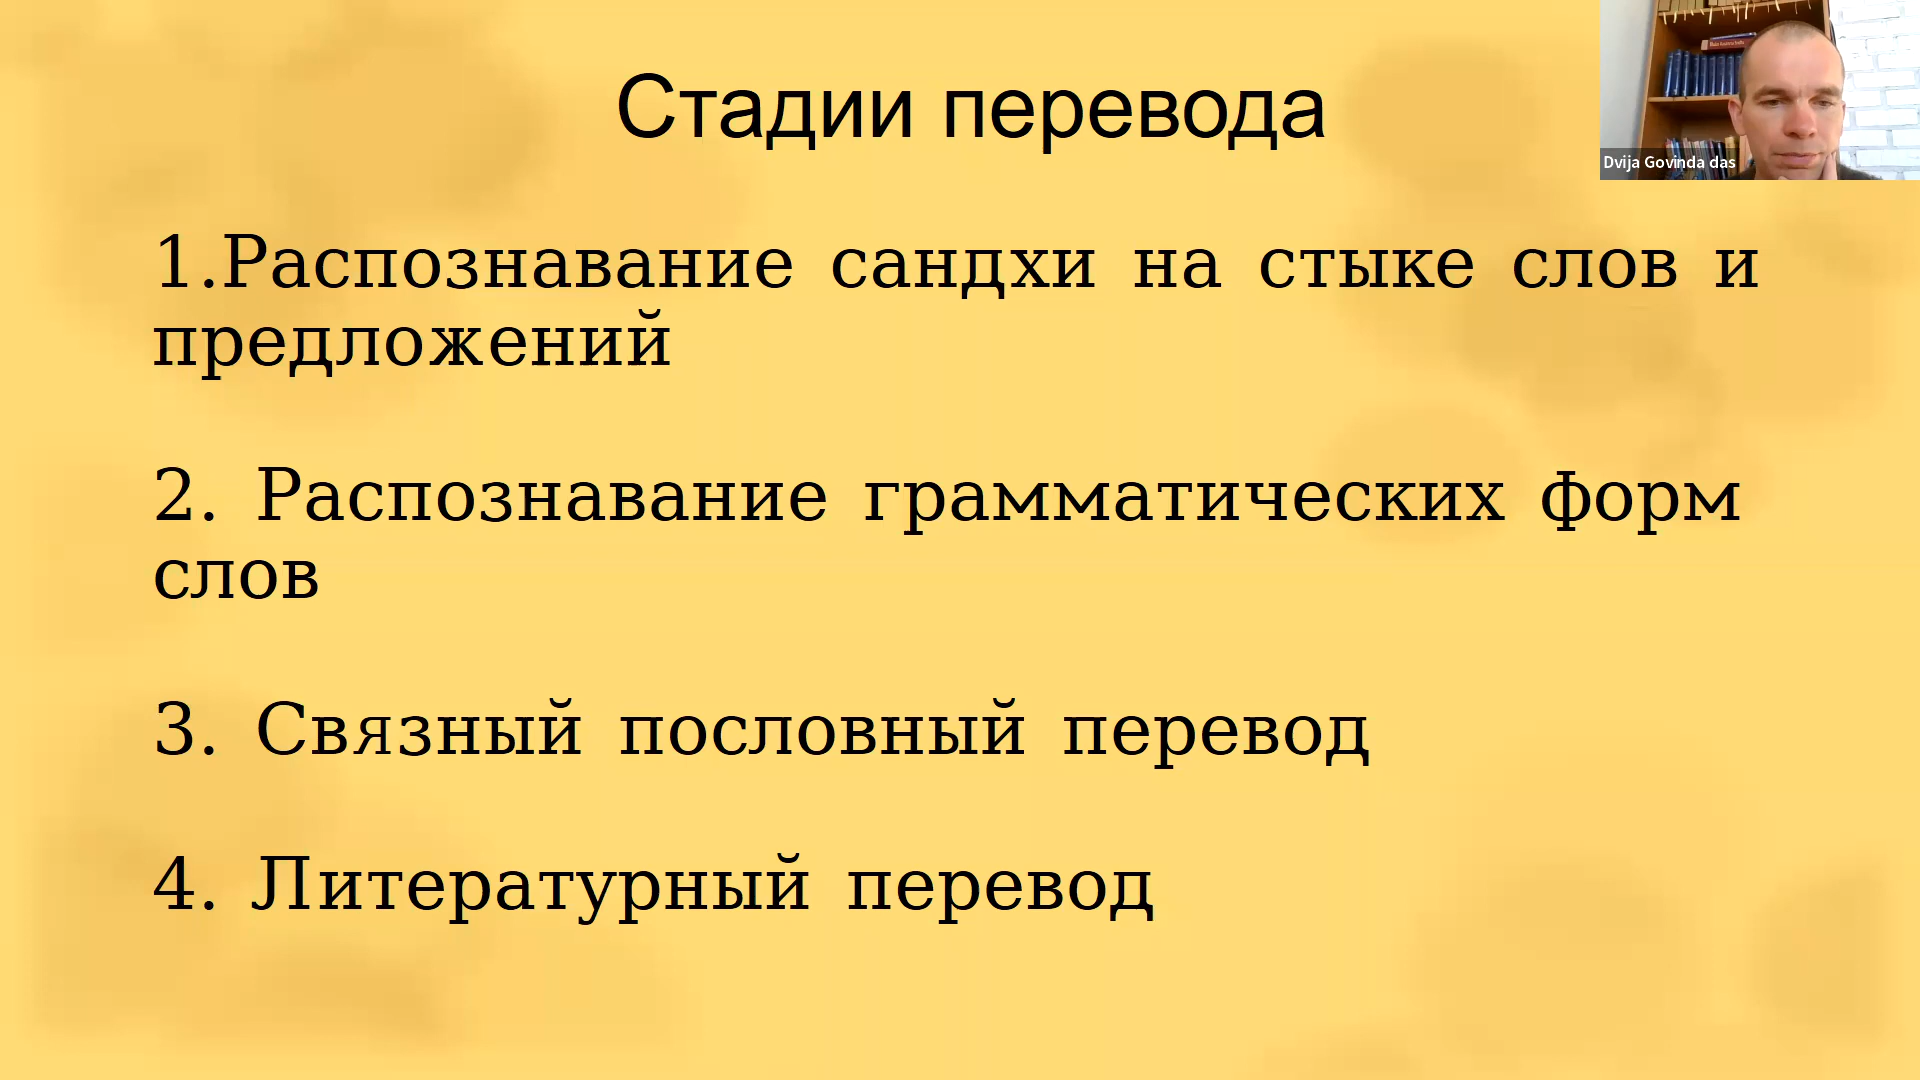 Стадии перевода
Dvija Govinda das
1.Распознавание сандхи на стыке слов и
предложений
2. Распознавание грамматических форм
слов
3. Связный пословный перевод
4. Литературный перевод